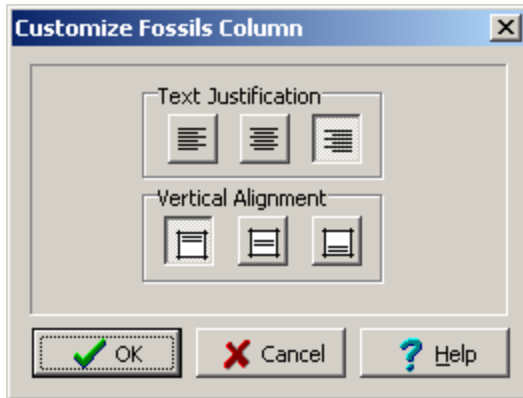 Customize Fossils Column
Text Justification
Vertical Alignment
OK
Cancel
Help